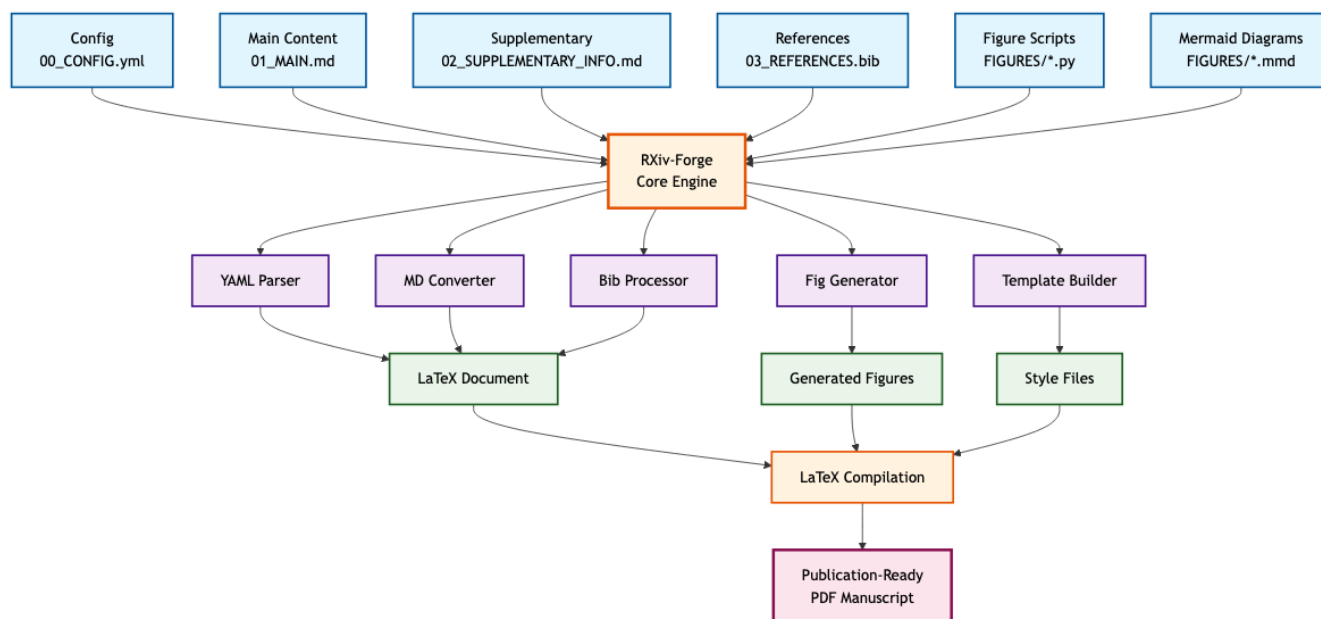 Config
00_CONFIG.yml
Main Content
01_MAIN.md
Supplementary
02_SUPPLEMENTARY_INFO.md
References
03_REFERENCES.bib
Figure Scripts
FIGURES/*.py
Mermaid Diagrams
FIGURES/*.mmd
RXiv-Forge
Core Engine
YAML Parser
MD Converter
Bib Processor
Fig Generator
Template Builder
LaTeX Document
Generated Figures
Style Files
LaTeX Compilation
Publication-Ready
PDF Manuscript